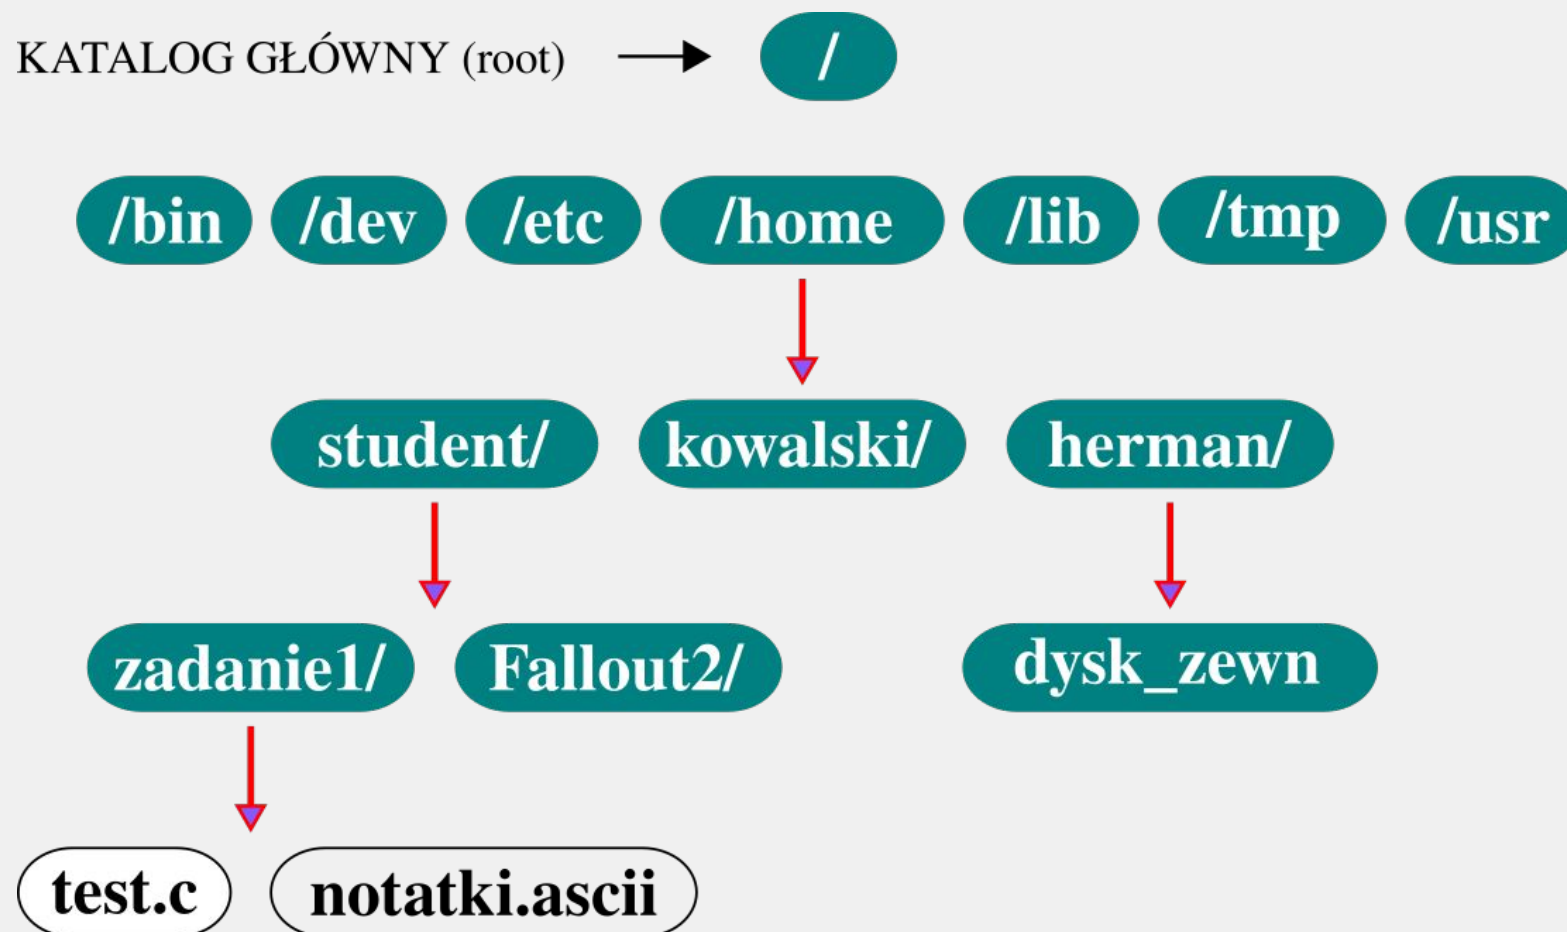 KATALOG GŁÓWNY (root) /
/bin /dev /etc /home /lib /tmp /usr
student/ kowalski/ herman/
zadanie1/ Fallout2/ dysk_zewn
test.c notatki.ascii